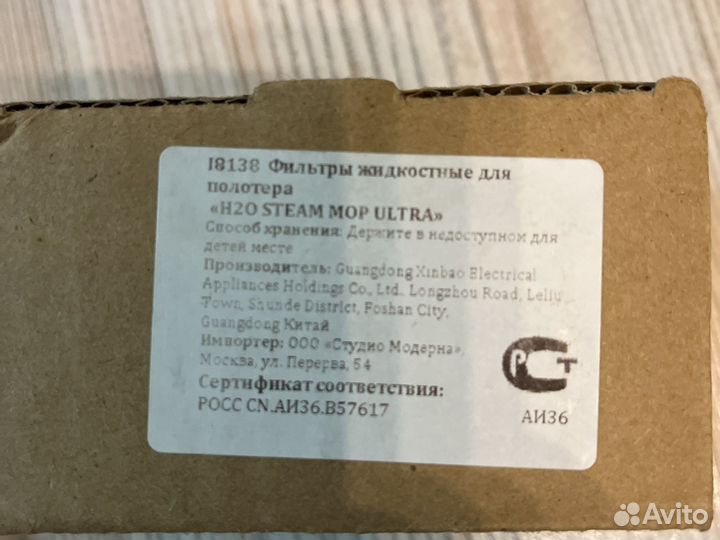 I8138 Фильтры жидкостные для
полотера
«H2O STEAM MOP ULTRA»
Способ хранения: Держите в недоступном для
детей месте
Производитель: Guangdong Xinbao Electrical
Appliances Holdings Co., Ltd. Longzhou Road, Leliu
Town, Shunde District, Foshan City,
Guangdong Китай
Импортер: ООО «Студио Модерна»,
Москва, ул. Перерва, 54
Сертификат соответствия:
РОСС CN.АИ36.В57617
РСТ
АИ36
Avito